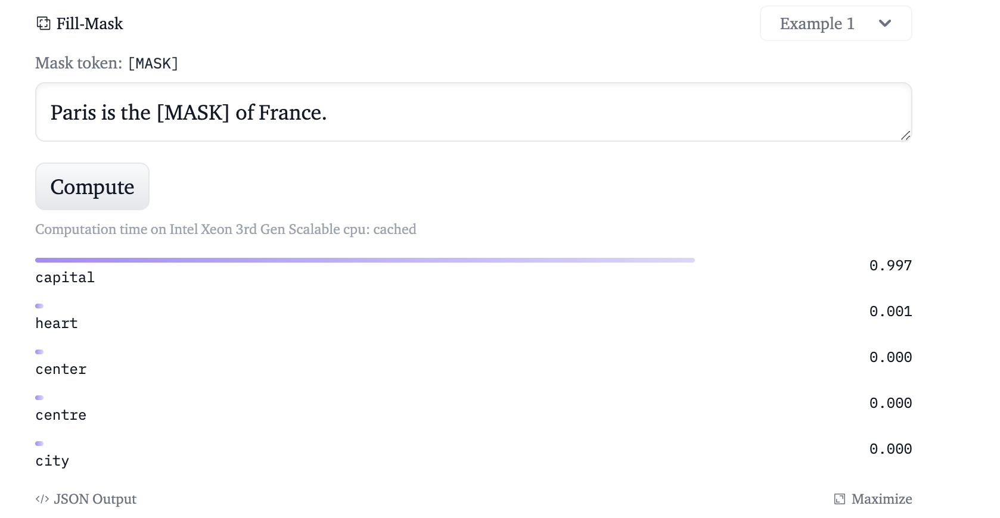 Fill-Mask
Example 1
Mask token: [MASK]
Paris is the [MASK] of France.
Compute
Computation time on Intel Xeon 3rd Gen Scalable cpu: cached
capital 0.997
heart 0.001
center 0.000
centre 0.000
city 0.000
</> JSON Output
Maximize